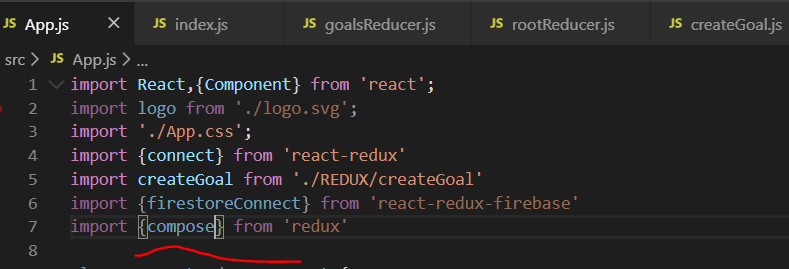 JS App.js X JS index.js JS goalsReducer.js JS rootReducer.js JS createGoal.js
src > JS App.js > ...
1 import React,{Component} from 'react';
2 import logo from './logo.svg';
3 import './App.css';
4 import {connect} from 'react-redux'
5 import createGoal from './REDUX/createGoal'
6 import {firestoreConnect} from 'react-redux-firebase'
7 import {compose} from 'redux'
8